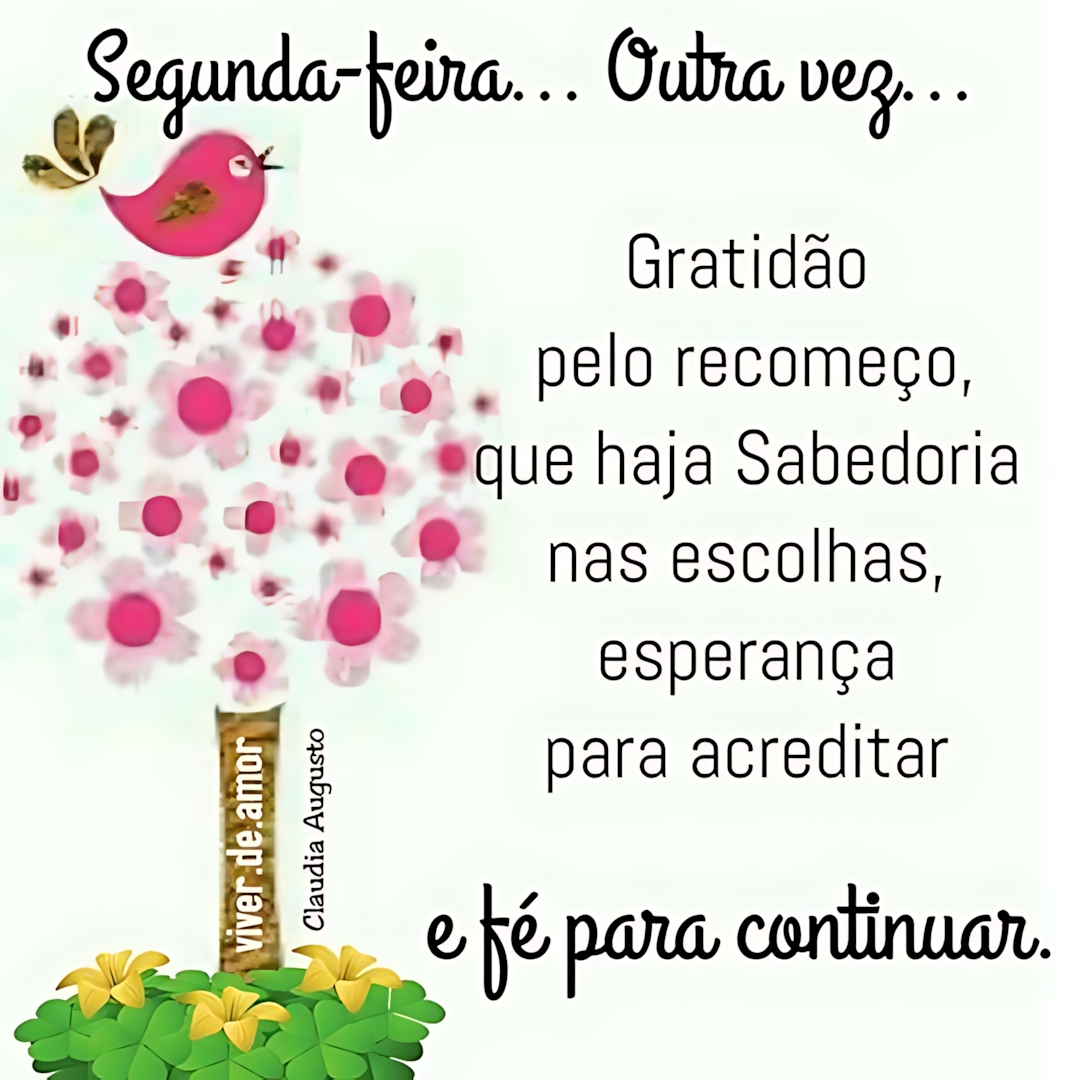 Segunda-feira... Outra vez...
Gratidão
pelo recomeço,
que haja Sabedoria
nas escolhas,
esperança
para acreditar
e fé para continuar.
viver.de.amor
Claudia Augusto